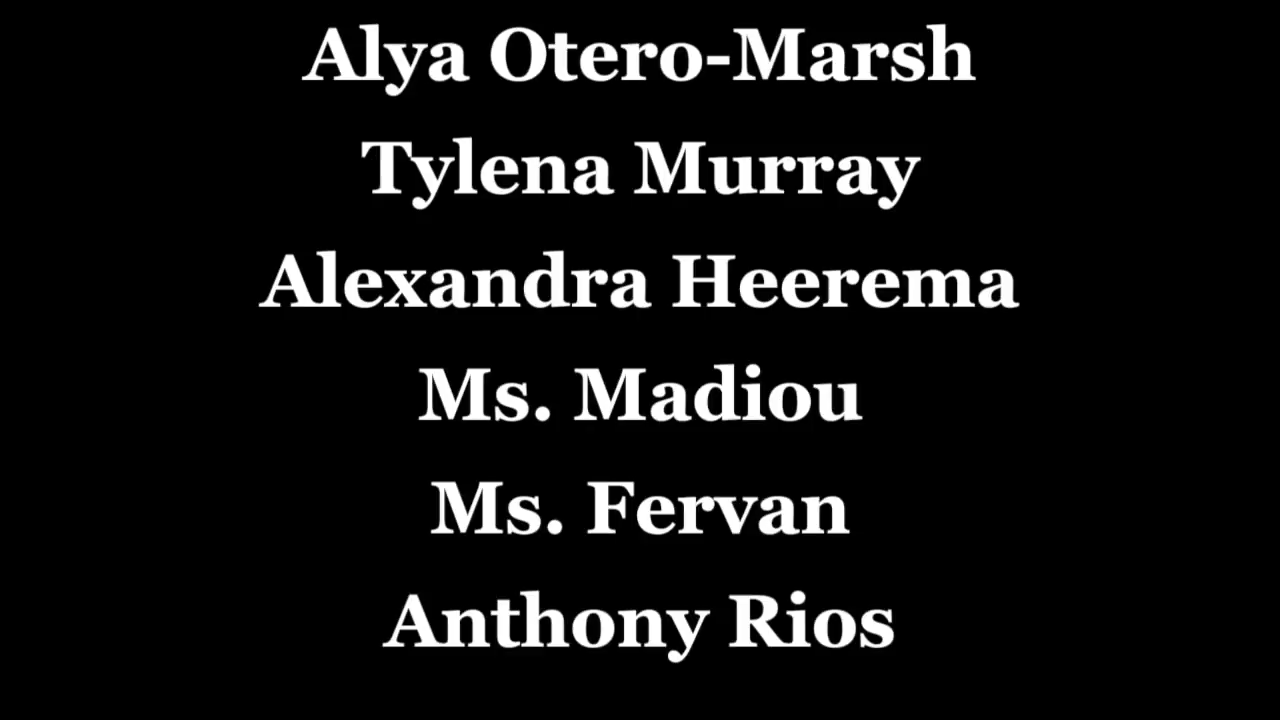 Alya Otero-Marsh
Tylena Murray
Alexandra Heerema
Ms. Madiou
Ms. Fervan
Anthony Rios